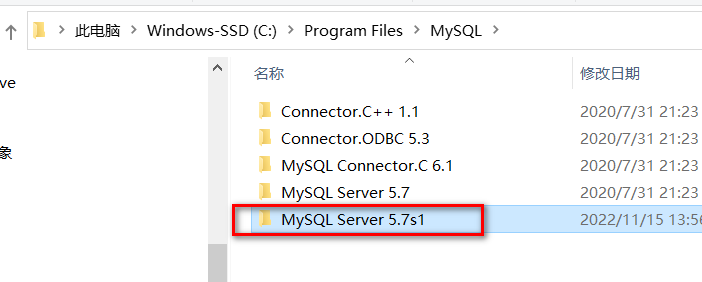 此电脑 > Windows-SSD (C:) > Program Files > MySQL >
ve
象
名称 修改日期
Connector.C++ 1.1 2020/7/31 21:23
Connector.ODBC 5.3 2020/7/31 21:23
MySQL Connector.C 6.1 2020/7/31 21:23
MySQL Server 5.7 2020/7/31 21:23
MySQL Server 5.7s1 2022/11/15 13:56